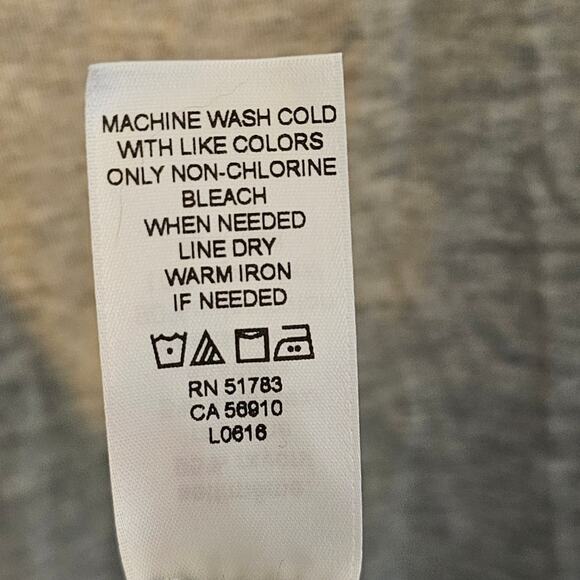 MACHINE WASH COLD
WITH LIKE COLORS
ONLY NON-CHLORINE
BLEACH
WHEN NEEDED
LINE DRY
WARM IRON
IF NEEDED
RN 51783
CA 56910
L0616